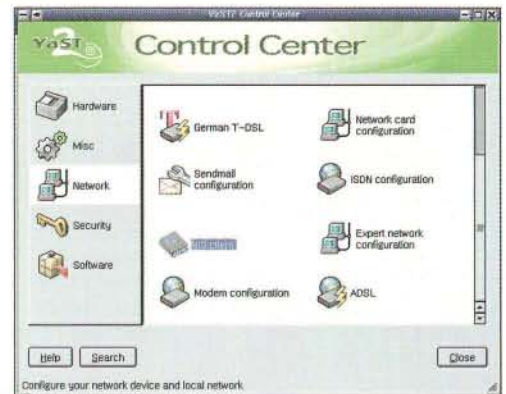 YaST2 Control Center
YaST2
Control Center
Hardware
Misc
Network
Security
Software
German T-DSL
Network card
configuration
Sendmail
configuration
ISDN configuration
Expert network
configuration
Modem configuration
ADSL
Help
Search
Close
Configure your network device and local network